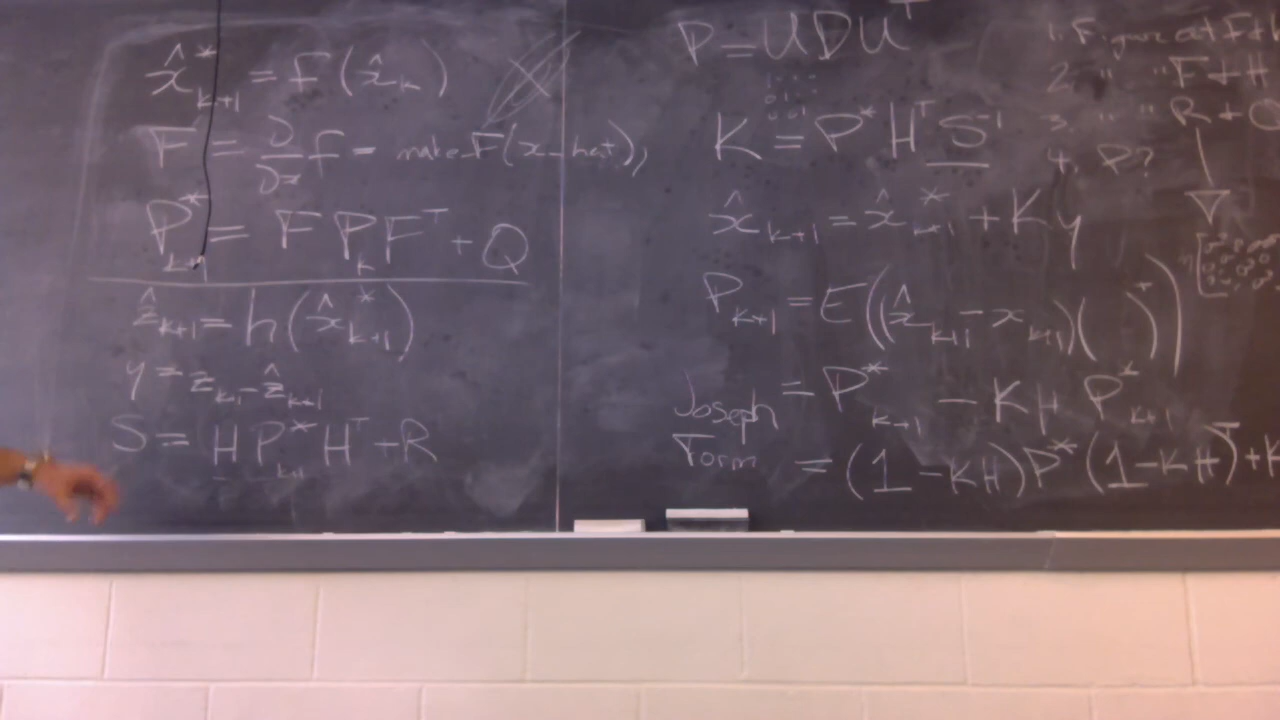 x̂*ₖ₊₁ = f(x̂ₖ)
F = ∂/∂x f = make F(x-hat),
P*ₖ₊₁ = F Pₖ Fᵀ + Q
ẑₖ₊₁ = h(x̂*ₖ₊₁)
y = zₖ₊₁ - ẑₖ₊₁
S = H P*ₖ₊₁ Hᵀ + R
P = UDUᵀ
K = P* Hᵀ S⁻¹
x̂ₖ₊₁ = x̂*ₖ₊₁ + Ky
Pₖ₊₁ = E((x̂ₖ₊₁ - xₖ₊₁)( )ᵀ)
= P*ₖ₊₁ - KH P*ₖ₊₁
Joseph Form = (1 - KH)P*(1 - KH)ᵀ + K
1. Figure out f + h
2. " " F + H
3. " " R + Q
4. P?